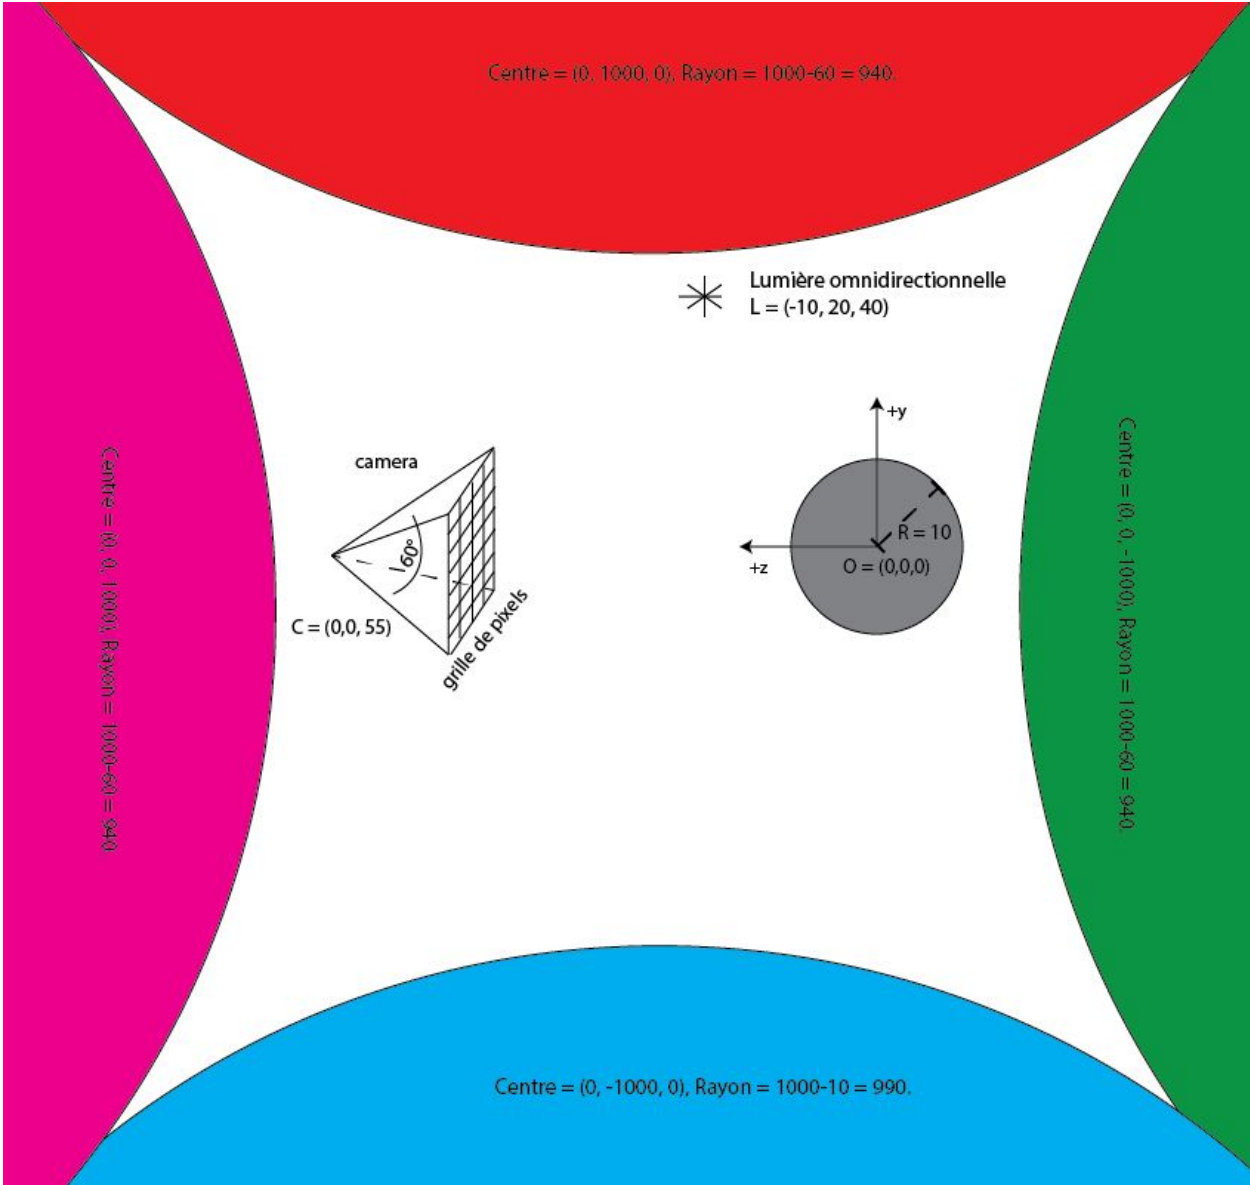 Centre = (0, 1000, 0), Rayon = 1000-60 = 940.
Lumière omnidirectionnelle
L = (-10, 20, 40)
+y
camera
60°
R = 10
+z
O = (0,0,0)
C = (0,0, 55)
grille de pixels
Centre = (0, 0, 1000), Rayon = 1000-60 = 940
Centre = (0, 0, -1000), Rayon = 1000-60 = 940.
Centre = (0, -1000, 0), Rayon = 1000-10 = 990.